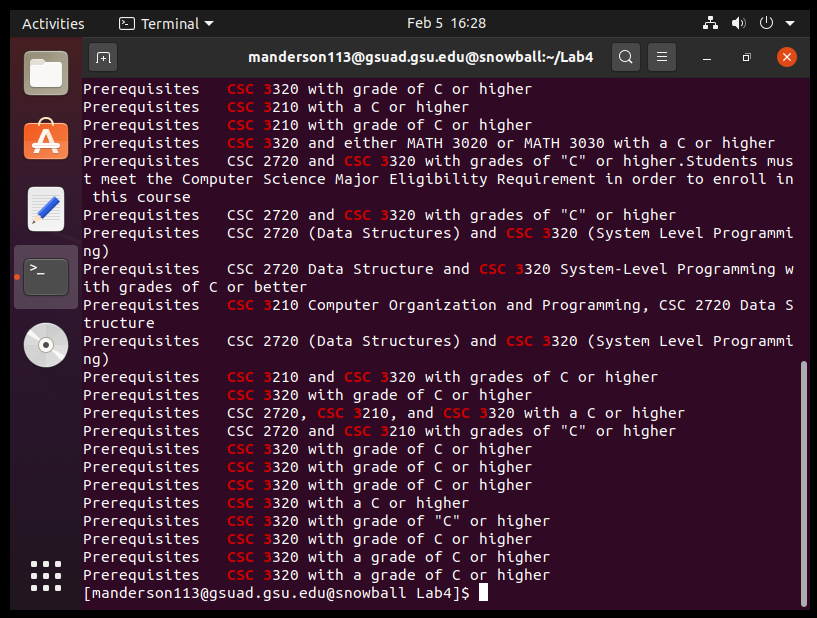 Activities Terminal Feb 5 16:28
manderson113@gsuad.gsu.edu@snowball:~/Lab4
Prerequisites   CSC 3320 with grade of C or higher
Prerequisites   CSC 3210 with a C or higher
Prerequisites   CSC 3210 with grade of C or higher
Prerequisites   CSC 3320 and either MATH 3020 or MATH 3030 with a C or higher
Prerequisites   CSC 2720 and CSC 3320 with grades of "C" or higher.Students mus
t meet the Computer Science Major Eligibility Requirement in order to enroll in
 this course
Prerequisites   CSC 2720 and CSC 3320 with grades of "C" or higher
Prerequisites   CSC 2720 (Data Structures) and CSC 3320 (System Level Programmi
ng)
Prerequisites   CSC 2720 Data Structure and CSC 3320 System-Level Programming w
ith grades of C or better
Prerequisites   CSC 3210 Computer Organization and Programming, CSC 2720 Data S
tructure
Prerequisites   CSC 2720 (Data Structures) and CSC 3320 (System Level Programmi
ng)
Prerequisites   CSC 3210 and CSC 3320 with grades of C or higher
Prerequisites   CSC 3320 with grade of C or higher
Prerequisites   CSC 2720, CSC 3210, and CSC 3320 with a C or higher
Prerequisites   CSC 2720 and CSC 3210 with grades of "C" or higher
Prerequisites   CSC 3320 with grade of C or higher
Prerequisites   CSC 3320 with grade of C or higher
Prerequisites   CSC 3320 with grade of C or higher
Prerequisites   CSC 3320 with a C or higher
Prerequisites   CSC 3320 with grade of "C" or higher
Prerequisites   CSC 3320 with grade of C or higher
Prerequisites   CSC 3320 with a grade of C or higher
Prerequisites   CSC 3320 with a grade of C or higher
[manderson113@gsuad.gsu.edu@snowball Lab4]$